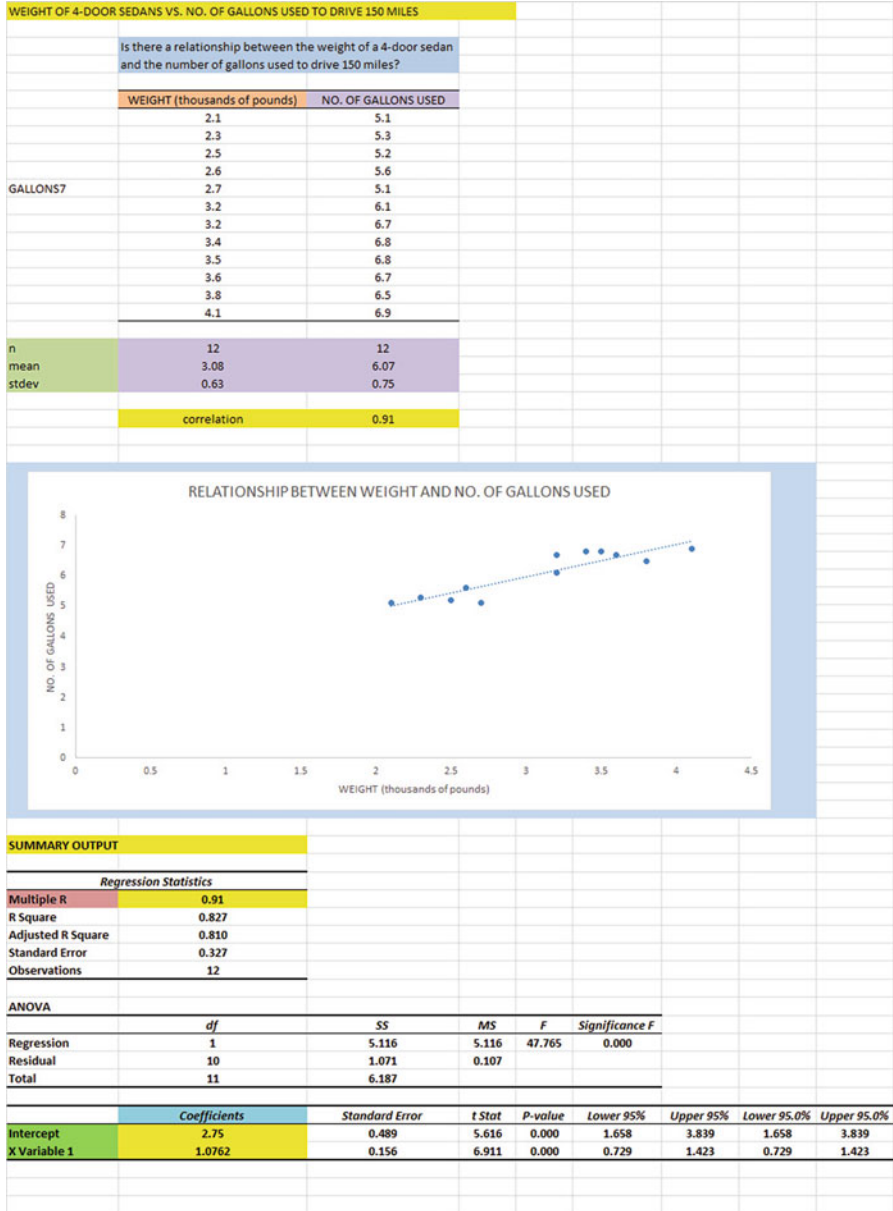 WEIGHT OF 4-DOOR SEDANS VS. NO. OF GALLONS USED TO DRIVE 150 MILES
Is there a relationship between the weight of a 4-door sedan
and the number of gallons used to drive 150 miles?
WEIGHT (thousands of pounds) NO. OF GALLONS USED
2.1 5.1
2.3 5.3
2.5 5.2
2.6 5.6
GALLONS7 2.7 5.1
3.2 6.1
3.2 6.7
3.4 6.8
3.5 6.8
3.6 6.7
3.8 6.5
4.1 6.9
n 12 12
mean 3.08 6.07
stdev 0.63 0.75
correlation 0.91
RELATIONSHIP BETWEEN WEIGHT AND NO. OF GALLONS USED
8
7
6
5
4
3
2
1
0
NO. OF GALLONS USED
0 0.5 1 1.5 2 2.5 3 3.5 4 4.5
WEIGHT (thousands of pounds)
SUMMARY OUTPUT
Regression Statistics
Multiple R 0.91
R Square 0.827
Adjusted R Square 0.810
Standard Error 0.327
Observations 12
ANOVA
df SS MS F Significance F
Regression 1 5.116 5.116 47.765 0.000
Residual 10 1.071 0.107
Total 11 6.187
Coefficients Standard Error t Stat P-value Lower 95% Upper 95% Lower 95.0% Upper 95.0%
Intercept 2.75 0.489 5.616 0.000 1.658 3.839 1.658 3.839
X Variable 1 1.0762 0.156 6.911 0.000 0.729 1.423 0.729 1.423